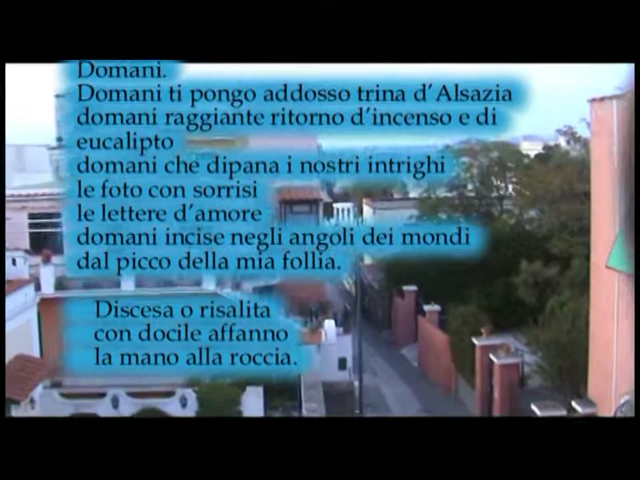 Domani.
Domani ti pongo addosso trina d'Alsazia
domani raggiante ritorno d'incenso e di
eucalipto
domani che dipana i nostri intrighi
le foto con sorrisi
le lettere d'amore
domani incise negli angoli dei mondi
dal picco della mia follia.
Discesa o risalita
con docile affanno
la mano alla roccia.